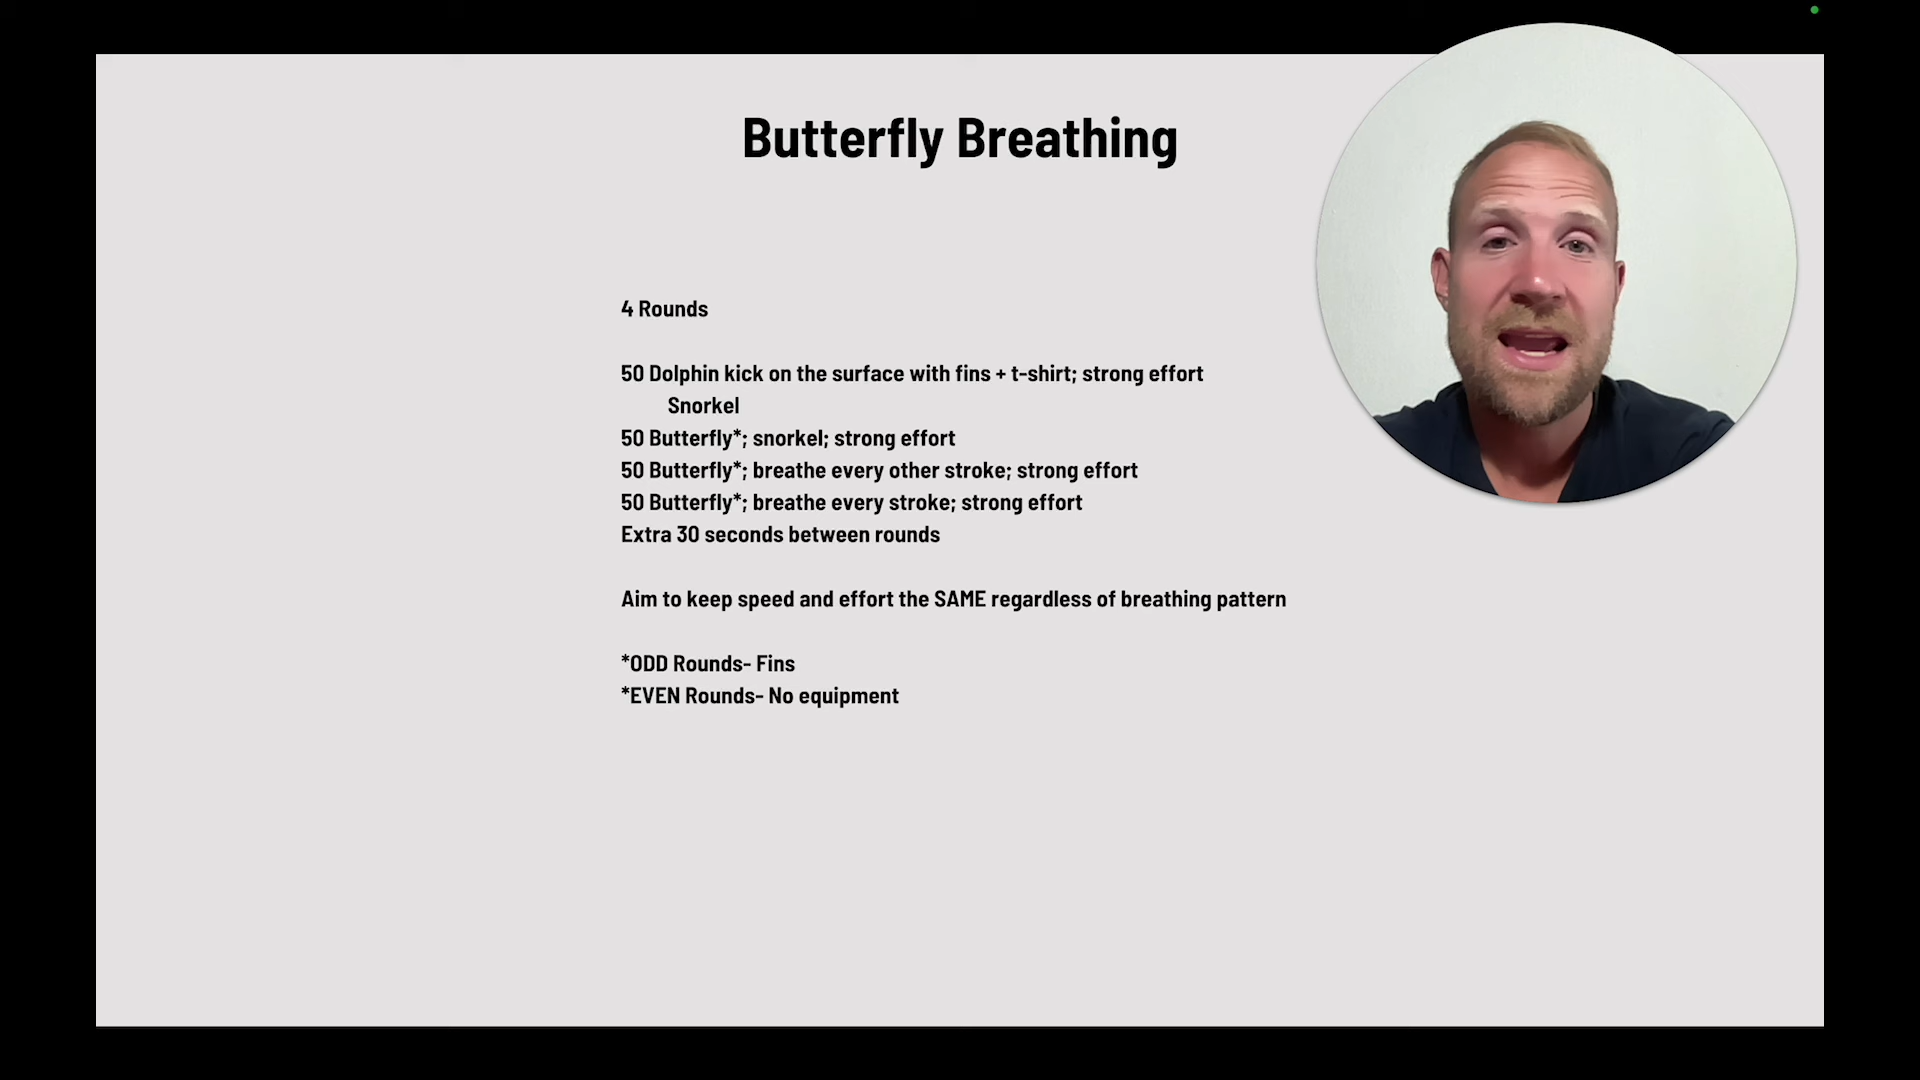 Butterfly Breathing
4 Rounds
50 Dolphin kick on the surface with fins + t-shirt; strong effort
Snorkel
50 Butterfly*; snorkel; strong effort
50 Butterfly*; breathe every other stroke; strong effort
50 Butterfly*; breathe every stroke; strong effort
Extra 30 seconds between rounds
Aim to keep speed and effort the SAME regardless of breathing pattern
*ODD Rounds- Fins
*EVEN Rounds- No equipment